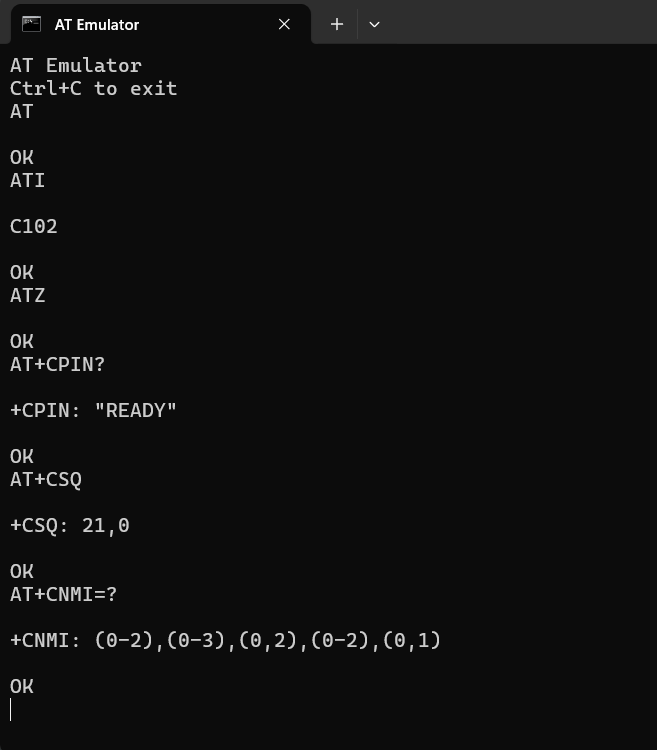 AT Emulator
AT Emulator
Ctrl+C to exit
AT
OK
ATI
C102
OK
ATZ
OK
AT+CPIN?
+CPIN: "READY"
OK
AT+CSQ
+CSQ: 21,0
OK
AT+CNMI=?
+CNMI: (0-2),(0-3),(0,2),(0-2),(0,1)
OK